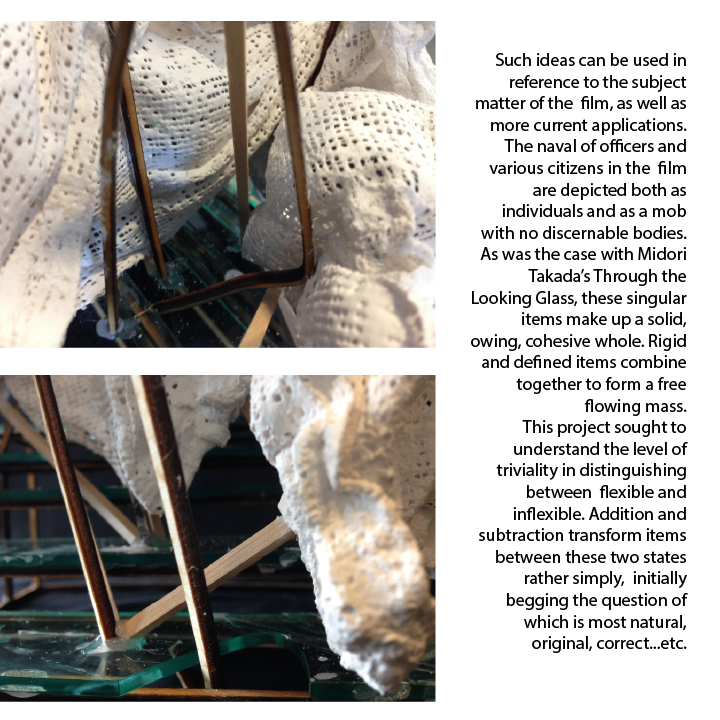 Such ideas can be used in
reference to the subject
matter of the  film, as well as
more current applications.
The naval of officers and
various citizens in the  film
are depicted both as
individuals and as a mob
with no discernable bodies.
As was the case with Midori
Takada's Through the
Looking Glass, these singular
items make up a solid,
owing, cohesive whole. Rigid
and defined items combine
together to form a free
flowing mass.
This project sought to
understand the level of
triviality in distinguishing
between  flexible and
inflexible. Addition and
subtraction transform items
between these two states
rather simply,  initially
begging the question of
which is most natural,
original, correct...etc.